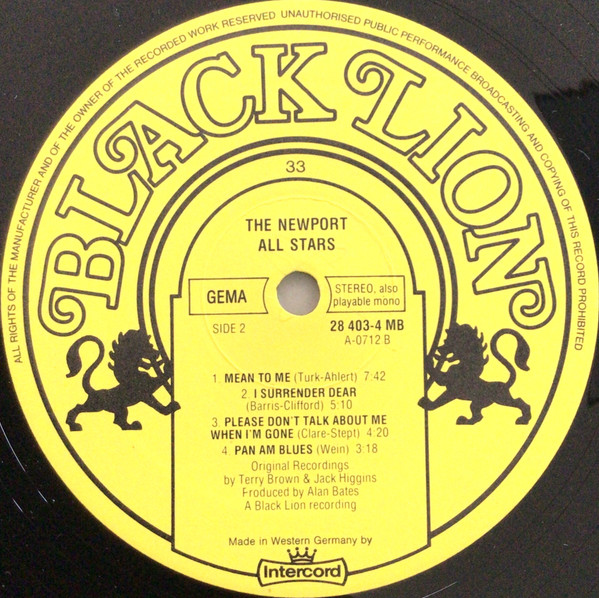 ALL RIGHTS OF THE MANUFACTURER AND OF THE OWNER OF THE RECORDED WORK RESERVED UNAUTHORISED PUBLIC PERFORMANCE BROADCASTING AND COPYING OF THIS RECORD PROHIBITED
BLACK LION
33
THE NEWPORT
ALL STARS
GEMA
STEREO, also
playable mono
SIDE 2
28 403-4 MB
A-0712 B
1. MEAN TO ME (Turk-Ahlert) 7:42
2. I SURRENDER DEAR
(Barris-Clifford) 5:10
3. PLEASE DON'T TALK ABOUT ME
WHEN I'M GONE (Clare-Stept) 4:20
4. PAN AM BLUES (Wein) 3:18
Original Recordings
by Terry Brown & Jack Higgins
Produced by Alan Bates
A Black Lion recording
Made in Western Germany by
Intercord